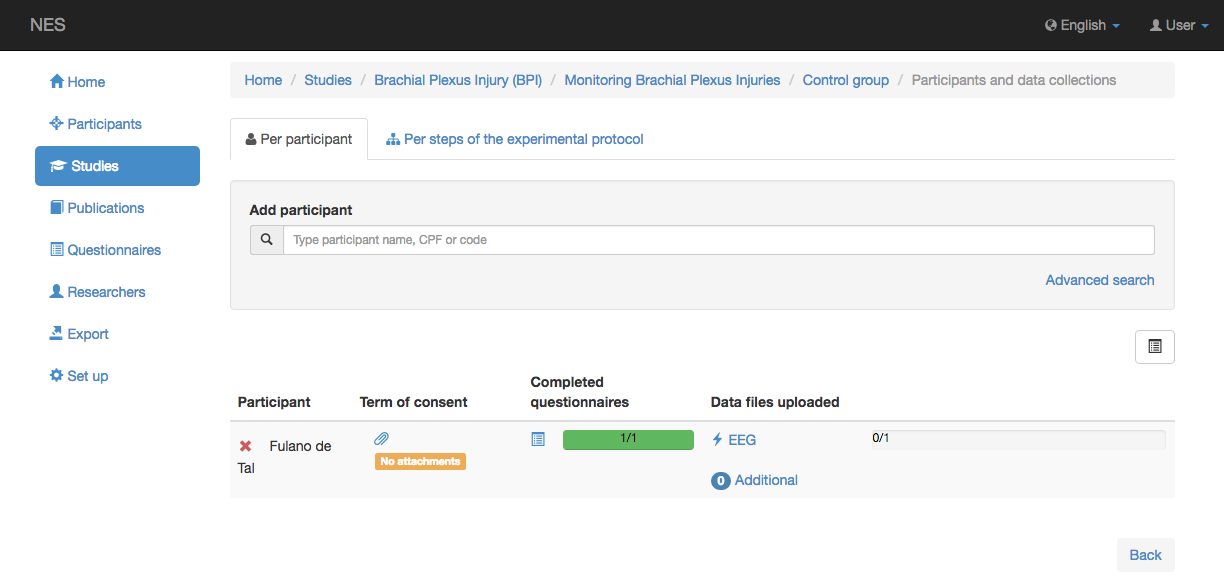 NES
English
User
Home
Participants
Studies
Publications
Questionnaires
Researchers
Export
Set up
Home / Studies / Brachial Plexus Injury (BPI) / Monitoring Brachial Plexus Injuries / Control group / Participants and data collections
Per participant
Per steps of the experimental protocol
Add participant
Type participant name, CPF or code
Advanced search
Participant
Term of consent
Completed
questionnaires
Data files uploaded
Fulano de
Tal
No attachments
1/1
EEG
0/1
0 Additional
Back